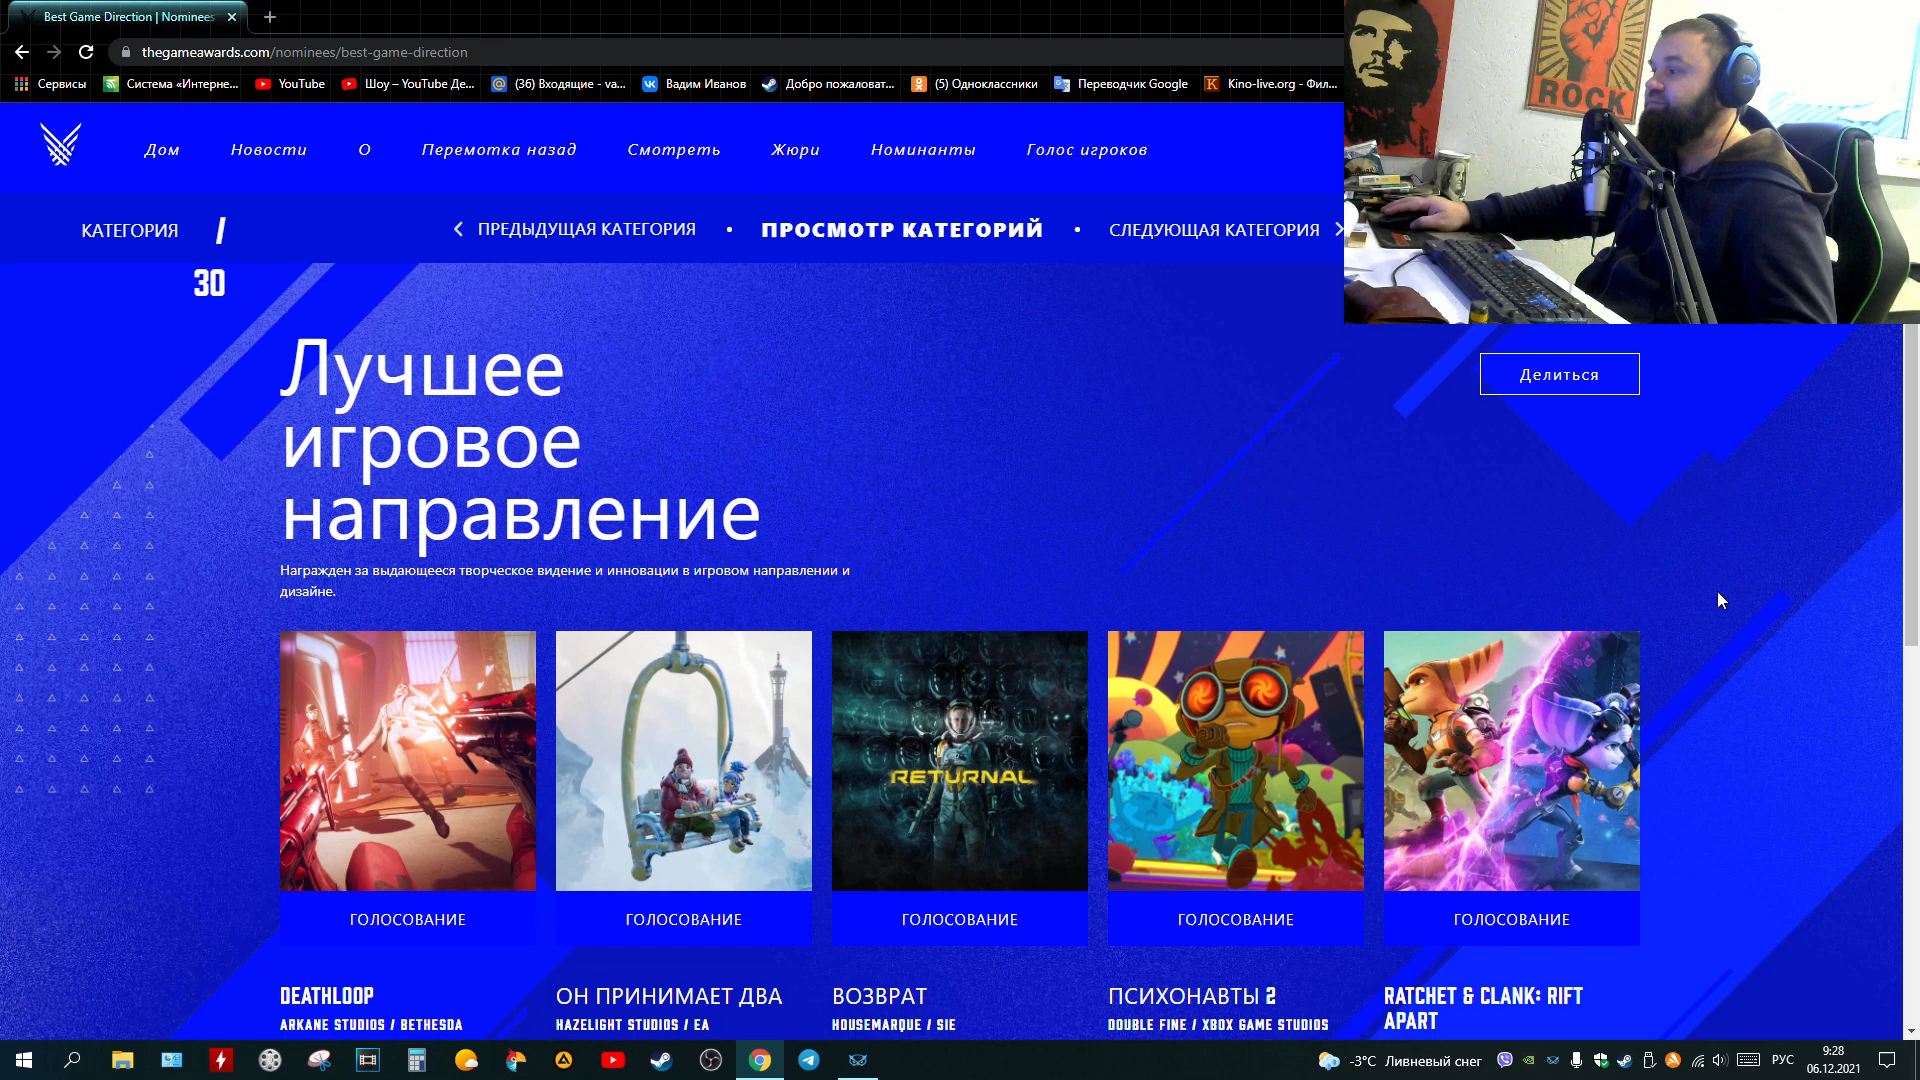 Best Game Direction | Nominees
thegameawards.com/nominees/best-game-direction
Сервисы
Система «Интерне...
YouTube
Шоу – YouTube Де...
(36) Входящие - va...
Вадим Иванов
Добро пожаловат...
(5) Одноклассники
Переводчик Google
Kino-live.org - Фил...
ROCK
Дом
Новости
О
Перемотка назад
Смотреть
Жюри
Номинанты
Голос игроков
КАТЕГОРИЯ
/
30
ПРЕДЫДУЩАЯ КАТЕГОРИЯ
ПРОСМОТР КАТЕГОРИЙ
СЛЕДУЮЩАЯ КАТЕГОРИЯ
Лучшее
игровое
направление
Делиться
Награжден за выдающееся творческое видение и инновации в игровом направлении и
дизайне.
RETURNAL
ГОЛОСОВАНИЕ
ГОЛОСОВАНИЕ
ГОЛОСОВАНИЕ
ГОЛОСОВАНИЕ
ГОЛОСОВАНИЕ
DEATHLOOP
ARKANE STUDIOS / BETHESDA
ОН ПРИНИМАЕТ ДВА
HAZELIGHT STUDIOS / EA
ВОЗВРАТ
HOUSEMARQUE / SIE
ПСИХОНАВТЫ 2
DOUBLE FINE / XBOX GAME STUDIOS
RATCHET & CLANK: RIFT
APART
-3°C Ливневый снег
РУС
9:28
06.12.2021